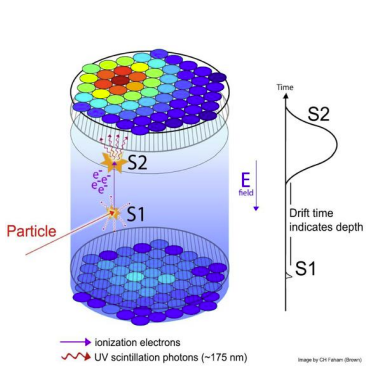 Time
S2
S2
e-
e-
e-
e-
E
field
S1
Particle
Drift time
indicates depth
S1
ionization electrons
UV scintillation photons (~175 nm)
Image by CH Faham (Brown)